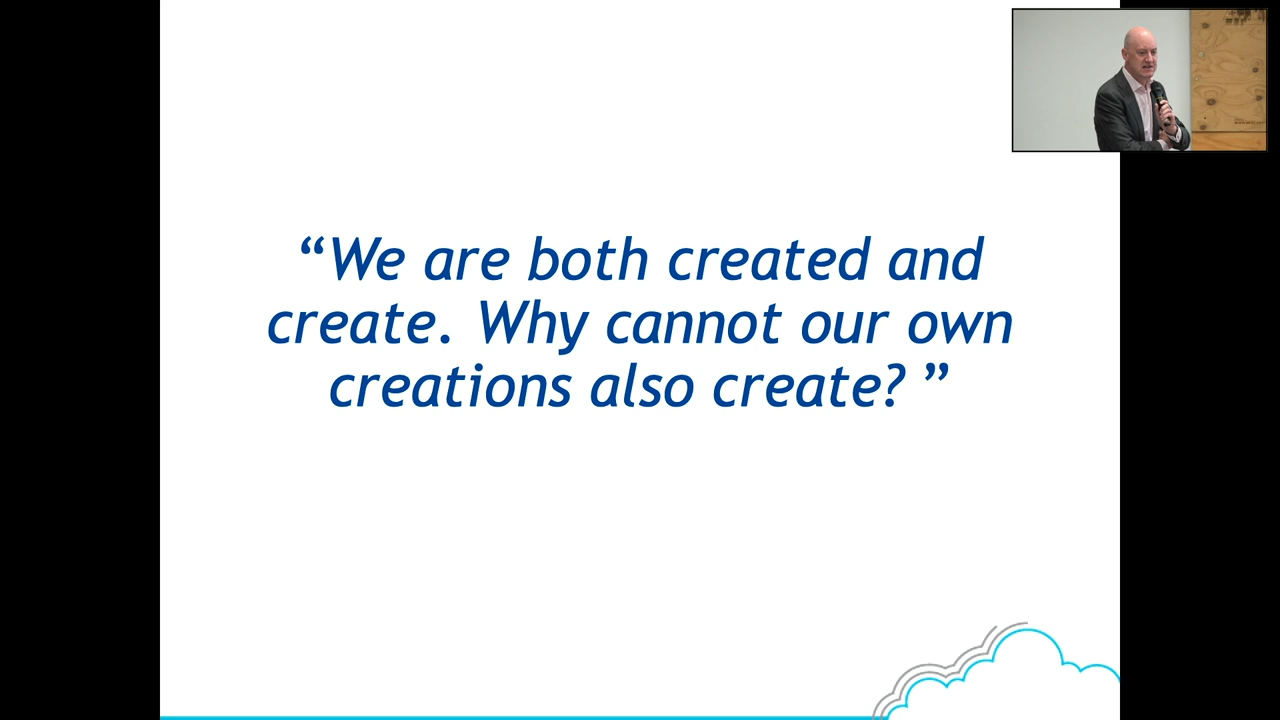 “We are both created and
create. Why cannot our own
creations also create? ”